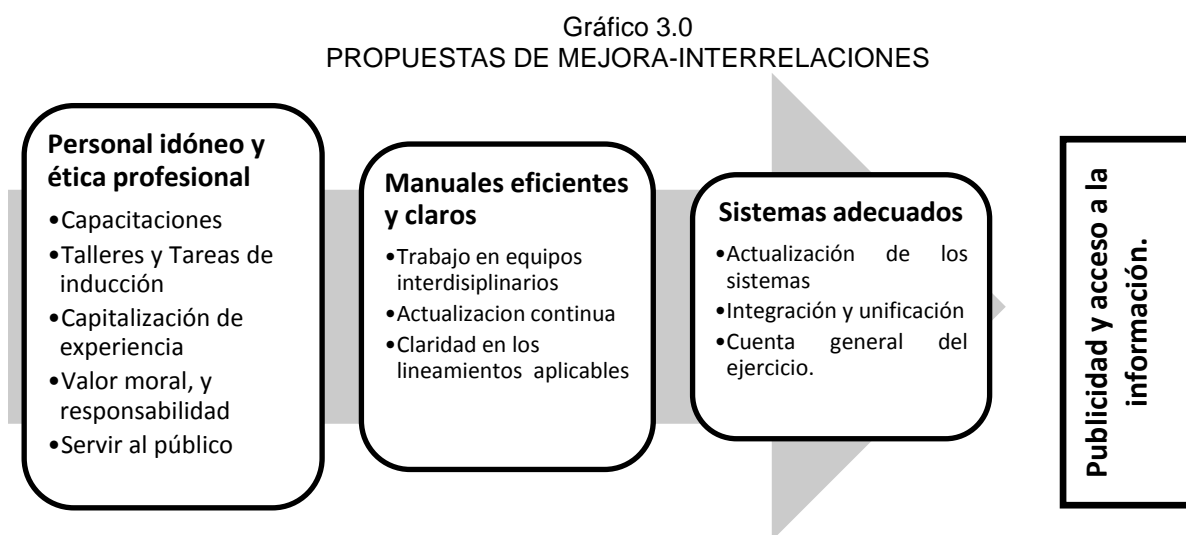 Gráfico 3.0
PROPUESTAS DE MEJORA-INTERRELACIONES
Personal idóneo y
ética profesional
•Capacitaciones
•Talleres y Tareas de
inducción
•Capitalización de
experiencia
•Valor moral, y
responsabilidad
•Servir al público
Manuales eficientes
y claros
•Trabajo en equipos
interdisiplinarios
•Actualizacion continua
•Claridad en los
lineamientos aplicables
Sistemas adecuados
•Actualización de los
sistemas
•Integración y unificación
•Cuenta general del
ejercicio.
Publicidad y acceso a la
información.